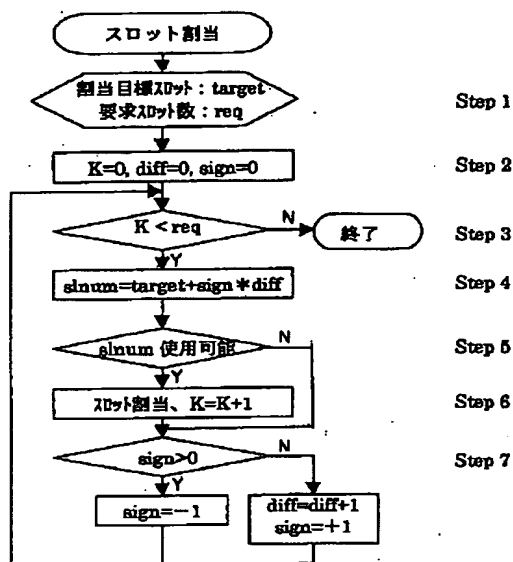 スロット割当
割当目標スロット：target
要求スロット数：req
Step 1
K=0, diff=0, sign=0
Step 2
K<req
N
終了
Step 3
Y
slnum=target+sign*diff
Step 4
slnum 使用可能
N
Step 5
Y
スロット割当、K=K+1
Step 6
sign>0
N
Step 7
Y
sign=-1
diff=diff+1
sign=+1